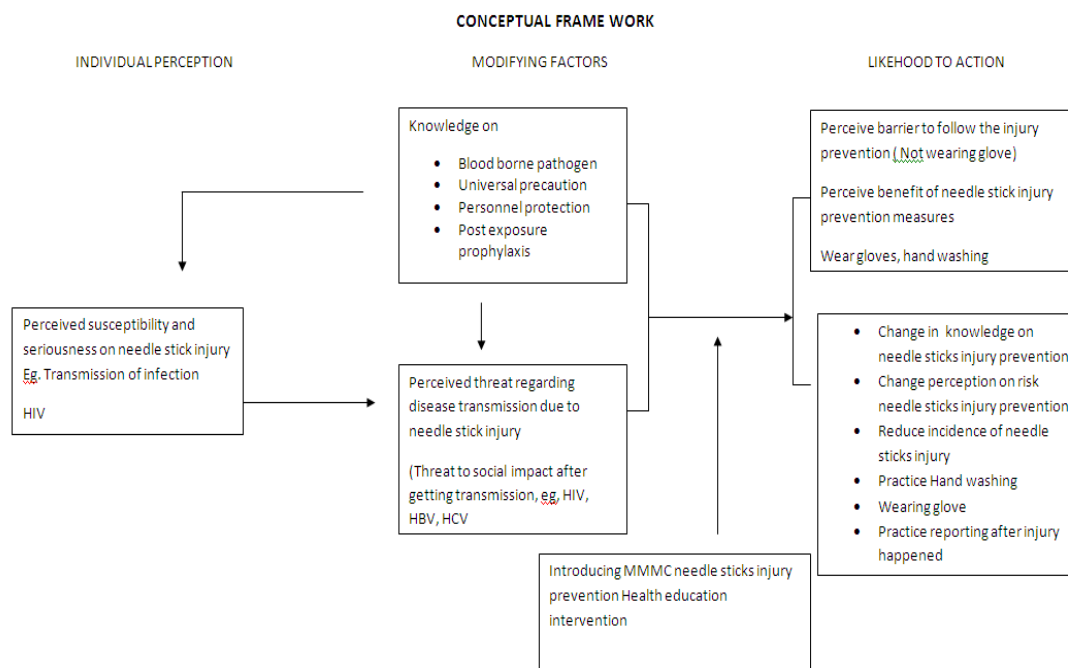 CONCEPTUAL FRAME WORK
INDIVIDUAL PERCEPTION
MODIFYING FACTORS
LIKEHOOD TO ACTION
Knowledge on
• Blood borne pathogen
• Universal precaution
• Personnel protection
• Post exposure
prophylaxis
Perceive barrier to follow the injury
prevention ( Not wearing glove)
Perceive benefit of needle stick injury
prevention measures
Wear gloves, hand washing
Perceived susceptibility and
seriousness on needle stick injury
Eg. Transmission of infection
HIV
Perceived threat regarding
disease transmission due to
needle stick injury
(Threat to social impact after
getting transmission, eg, HIV,
HBV, HCV
• Change in knowledge on
needle sticks injury prevention
• Change perception on risk
needle sticks injury prevention
• Reduce incidence of needle
sticks injury
• Practice Hand washing
• Wearing glove
• Practice reporting after injury
happened
Introducing MMMC needle sticks injury
prevention Health education
intervention